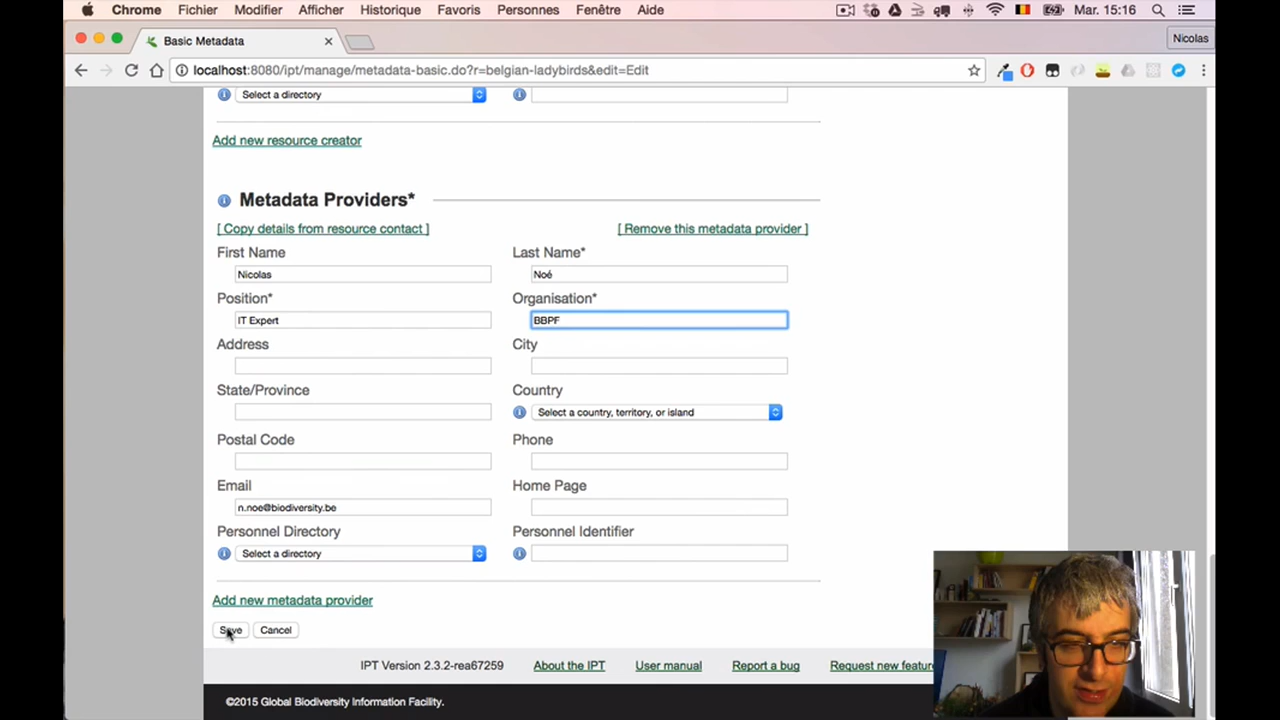 Chrome Fichier Modifier Afficher Historique Favoris Personnes Fenêtre Aide Mar. 15:16
Basic Metadata Nicolas
localhost:8080/ipt/manage/metadata-basic.do?r=belgian-ladybirds&edit=Edit
Select a directory
Add new resource creator
Metadata Providers*
[ Copy details from resource contact ] [ Remove this metadata provider ]
First Name Last Name*
Nicolas Noé
Position* Organisation*
IT Expert BBPF
Address City
State/Province Country
Select a country, territory, or island
Postal Code Phone
Email Home Page
n.noe@biodiversity.be
Personnel Directory Personnel Identifier
Select a directory
Add new metadata provider
Save Cancel
IPT Version 2.3.2-rea67259 About the IPT User manual Report a bug Request new feature
©2015 Global Biodiversity Information Facility.